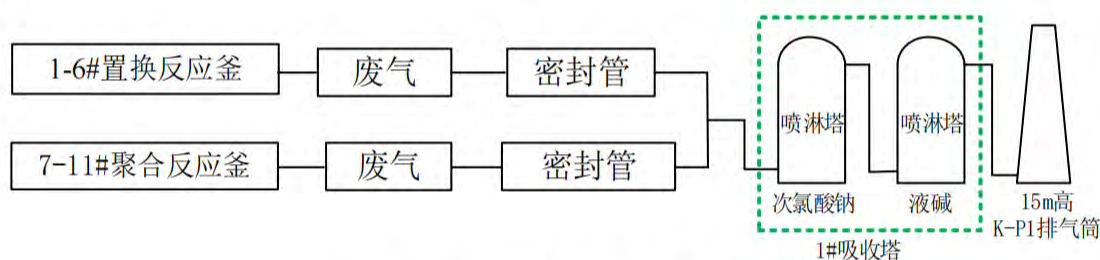 1-6#置换反应釜
废气
密封管
7-11#聚合反应釜
废气
密封管
喷淋塔
喷淋塔
次氯酸钠
液碱
1#吸收塔
15m高
K-P1排气筒